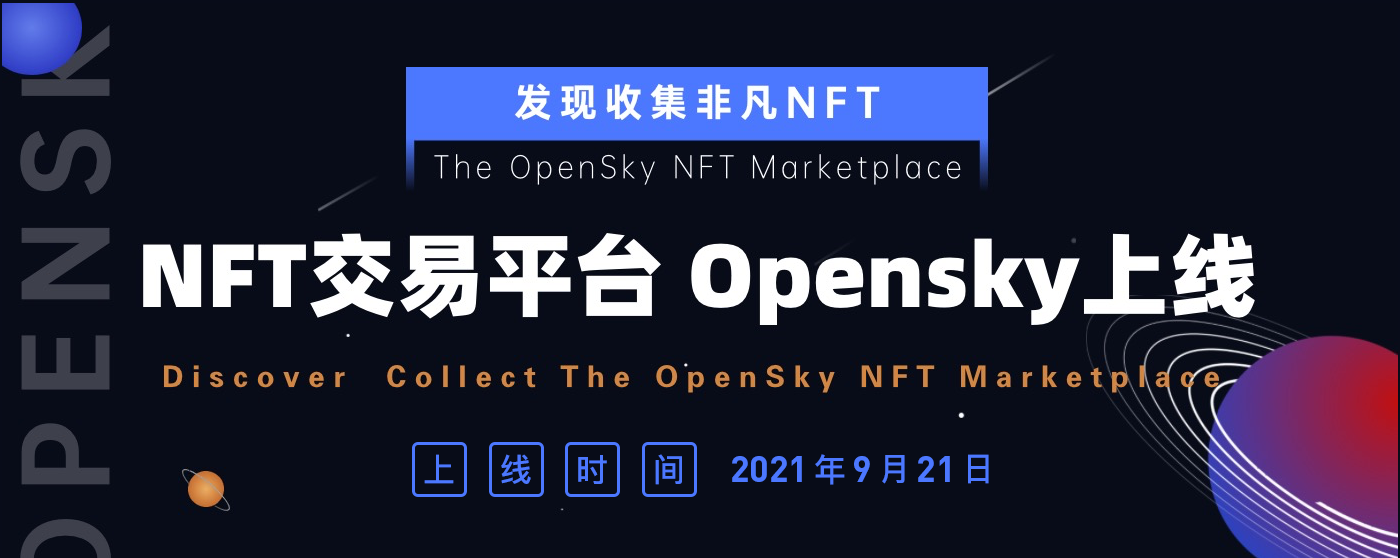 OPENSK
发现收集非凡NFT
The OpenSky NFT Marketplace
NFT交易平台 Opensky上线
Discover Collect The OpenSky NFT Marketplace
上线时间 2021年9月21日